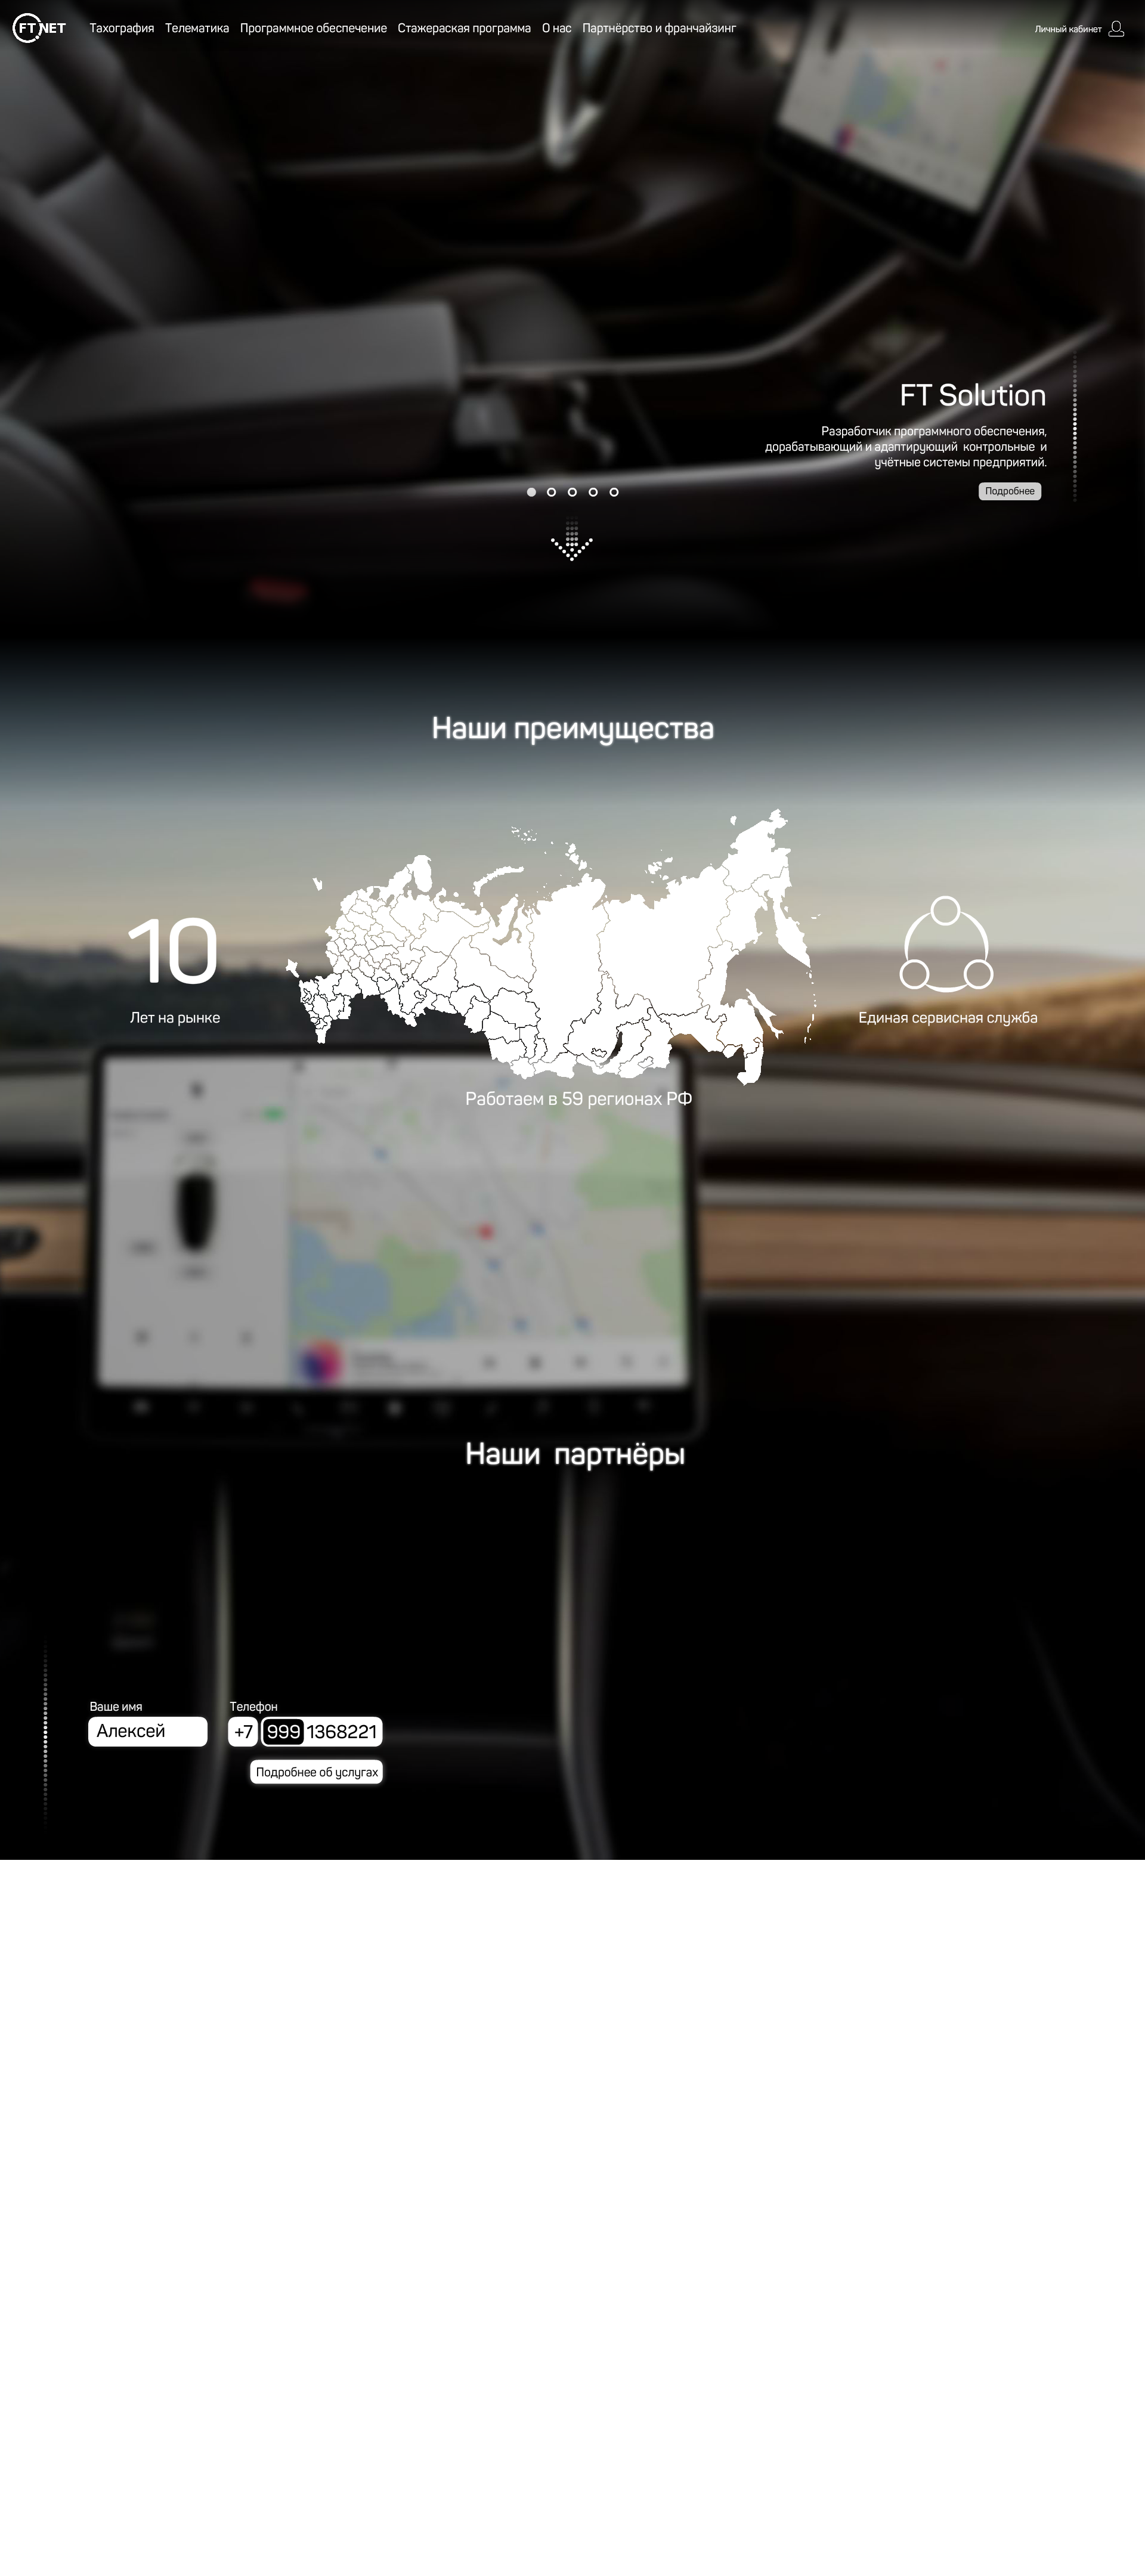 FT NET
Тахография Телематика Программное обеспечение Стажераская программа О нас Партнёрство и франчайзинг
Личный кабинет
FT Solution
Разработчик программного обеспечения,
дорабатывающий и адаптирующий контрольные и
учётные системы предприятий.
Подробнее
Наши преимущества
10
Лет на рынке
Единая сервисная служба
Работаем в 59 регионах РФ
Наши партнёры
Ваше имя
Телефон
Алексей
+7 999 1368221
Подробнее об услугах